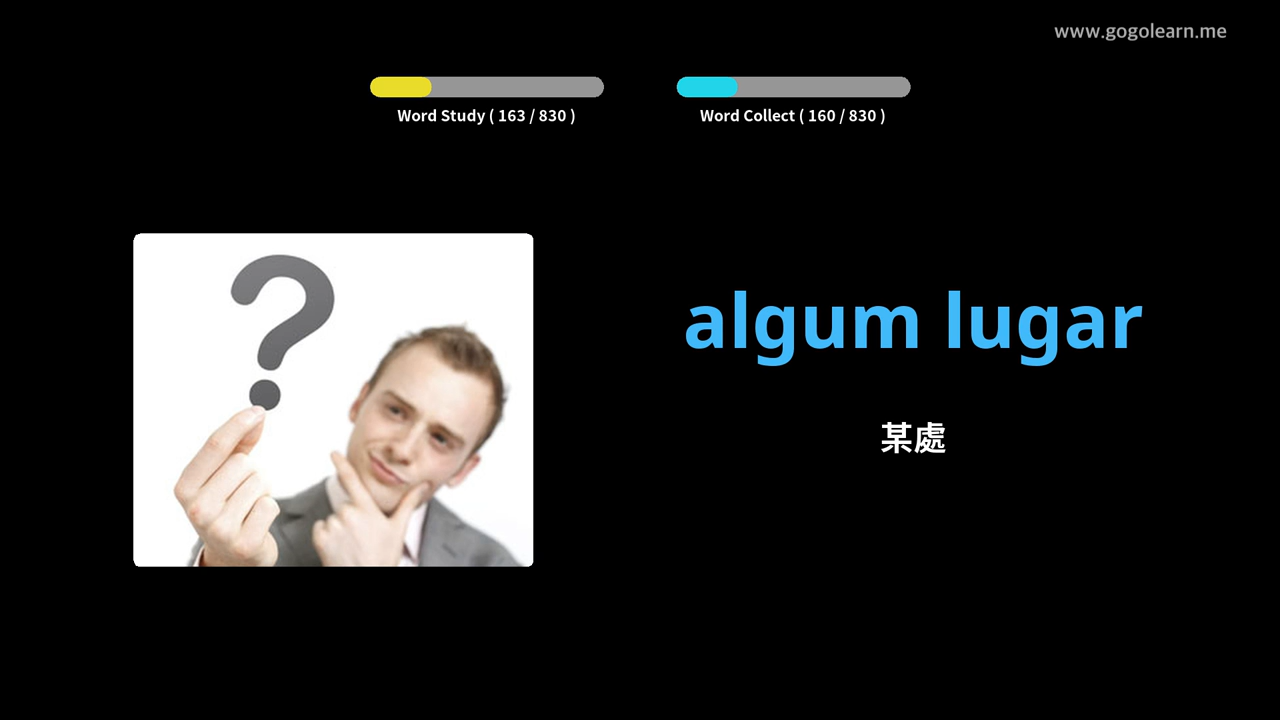 www.gogolearn.me
Word Study ( 163 / 830 )
Word Collect ( 160 / 830 )
?
algum lugar
某處